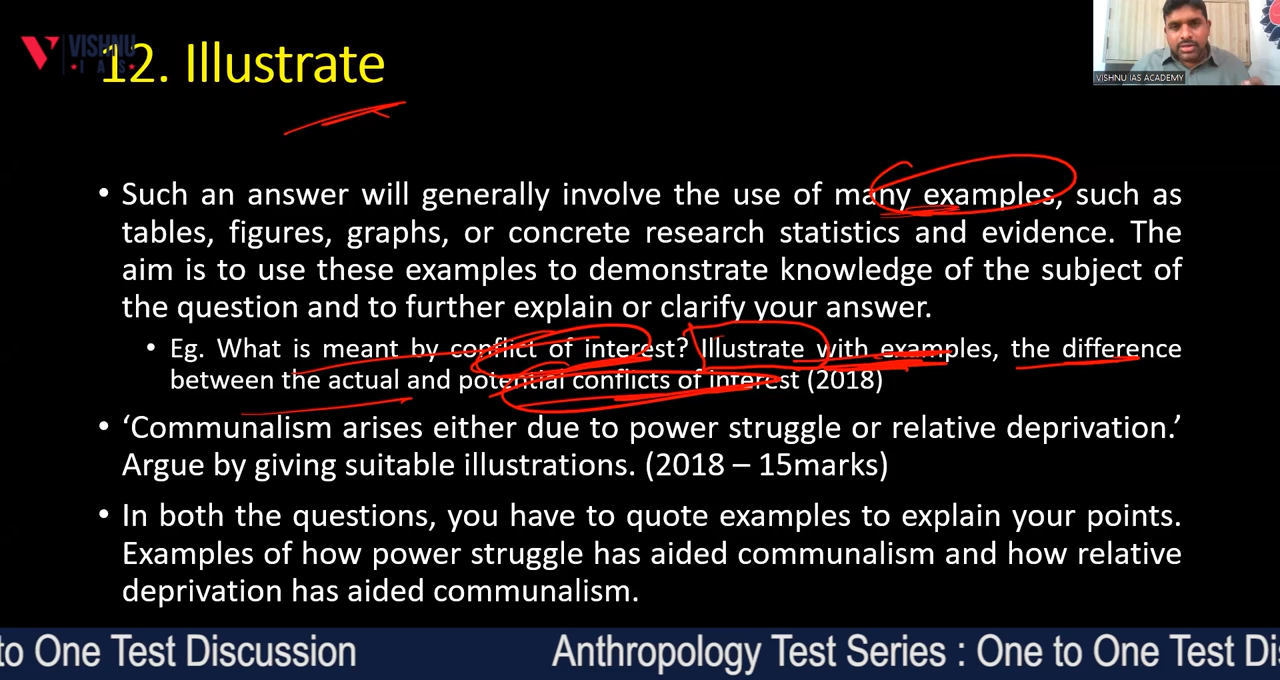 VISHNU
IAS
12. Illustrate
VISHNU IAS ACADEMY
• Such an answer will generally involve the use of many examples, such as
tables, figures, graphs, or concrete research statistics and evidence. The
aim is to use these examples to demonstrate knowledge of the subject of
the question and to further explain or clarify your answer.
• Eg. What is meant by conflict of interest? Illustrate with examples, the difference
between the actual and potential conflicts of interest (2018)
• ‘Communalism arises either due to power struggle or relative deprivation.’
Argue by giving suitable illustrations. (2018 – 15marks)
• In both the questions, you have to quote examples to explain your points.
Examples of how power struggle has aided communalism and how relative
deprivation has aided communalism.
to One Test Discussion Anthropology Test Series : One to One Test Dis